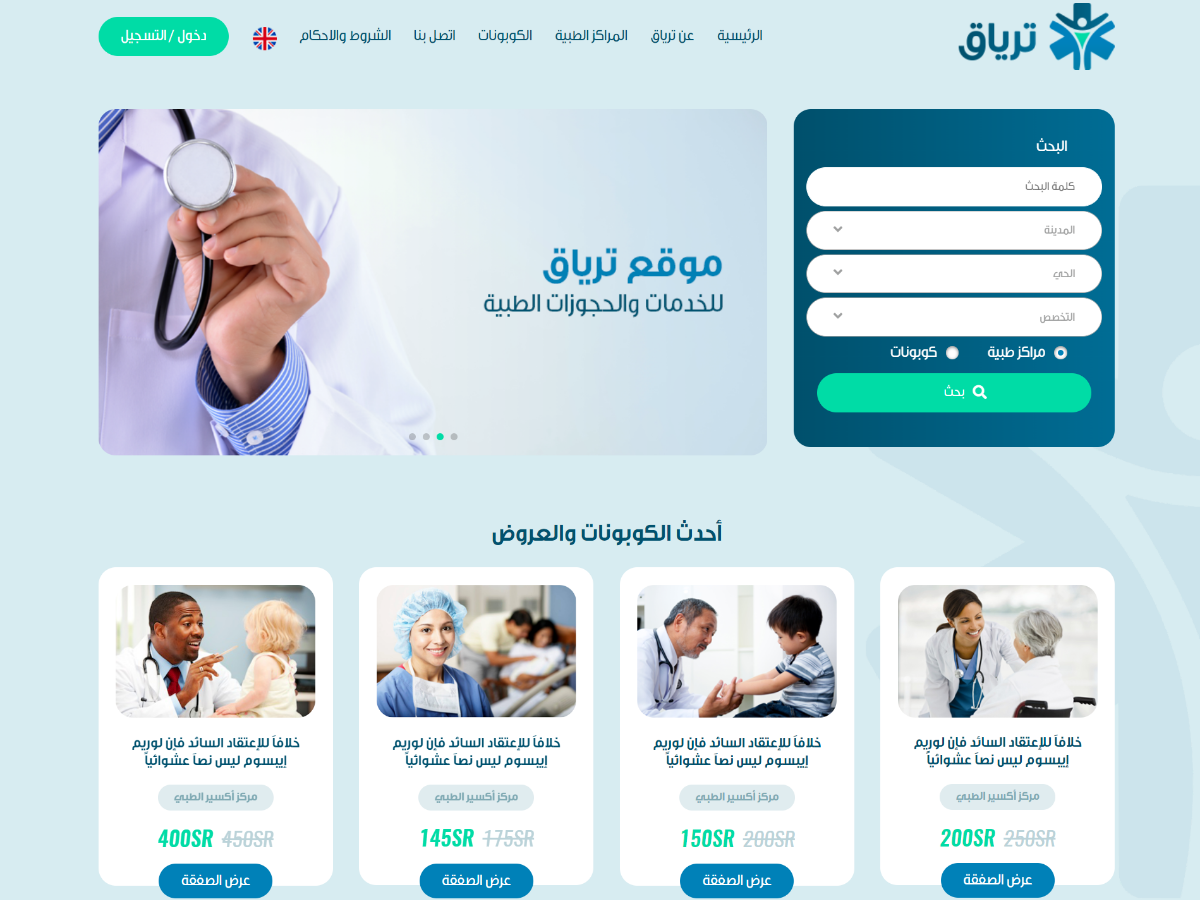 ترياق
الرئيسية
عن ترياق
المراكز الطبية
الكوبونات
اتصل بنا
الشروط والاحكام
دخول / التسجيل
البحث
كلمة البحث
المدينة
الحي
التخصص
مراكز طبية
كوبونات
بحث
موقع ترياق
للخدمات والحجوزات الطبية
أحدث الكوبونات والعروض
خلافاَ للإعتقاد السائد فإن لوريم
إيبسوم ليس نصاَ عشوائياً
مركز أكسير الطبي
200SR 250SR
عرض الصفقة
خلافاَ للإعتقاد السائد فإن لوريم
إيبسوم ليس نصاَ عشوائياً
مركز أكسير الطبي
150SR 200SR
عرض الصفقة
خلافاَ للإعتقاد السائد فإن لوريم
إيبسوم ليس نصاَ عشوائياً
مركز أكسير الطبي
145SR 175SR
عرض الصفقة
خلافاَ للإعتقاد السائد فإن لوريم
إيبسوم ليس نصاَ عشوائياً
مركز أكسير الطبي
400SR 450SR
عرض الصفقة